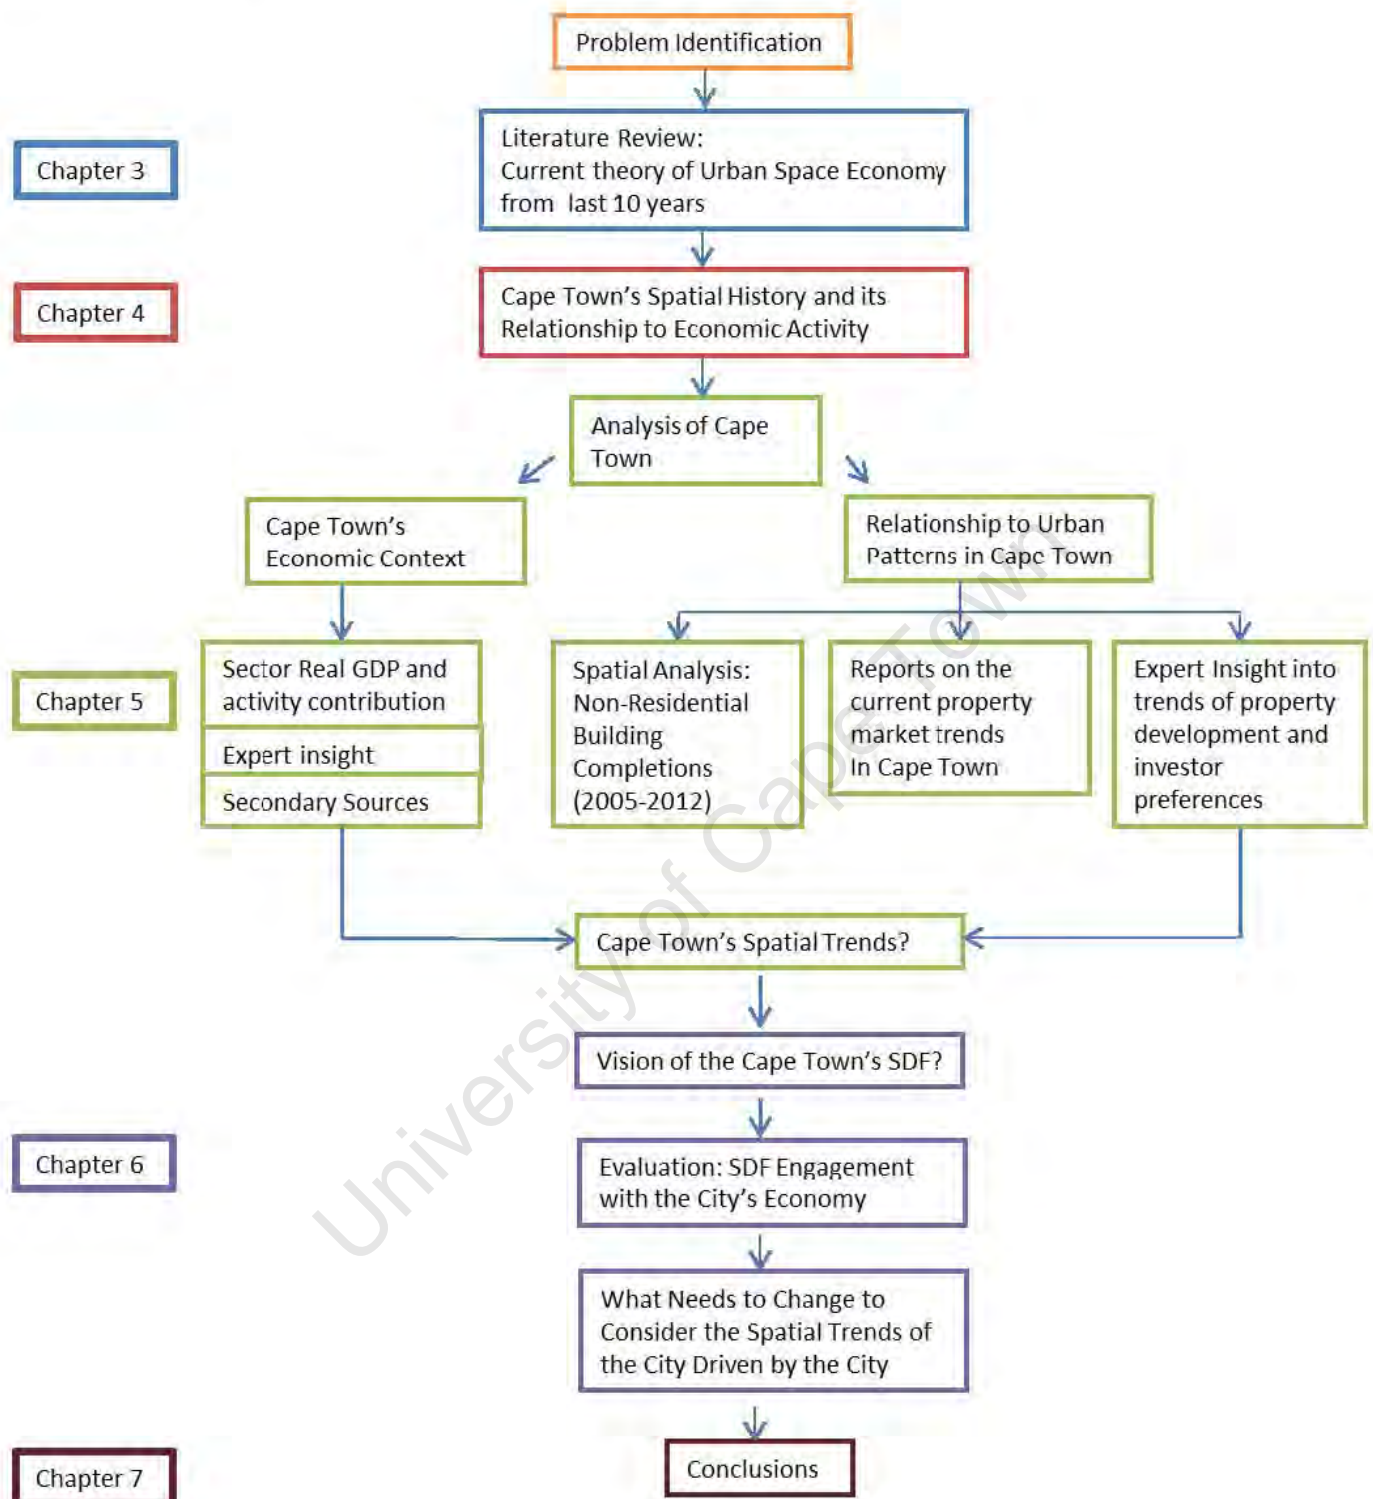 Problem Identification
Chapter 3
Literature Review:
Current theory of Urban Space Economy
from last 10 years
Chapter 4
Cape Town's Spatial History and its
Relationship to Economic Activity
Analysis of Cape
Town
Cape Town's
Economic Context
Relationship to Urban
Patterns in Cape Town
Chapter 5
Sector Real GDP and
activity contribution
Expert insight
Secondary Sources
Spatial Analysis:
Non-Residential
Building
Completions
(2005-2012)
Reports on the
current property
market trends
In Cape Town
Expert Insight into
trends of property
development and
investor
preferences
Cape Town's Spatial Trends?
Vision of the Cape Town's SDF?
Chapter 6
Evaluation: SDF Engagement
with the City's Economy
What Needs to Change to
Consider the Spatial Trends of
the City Driven by the City
Chapter 7
Conclusions
University of Cape Town